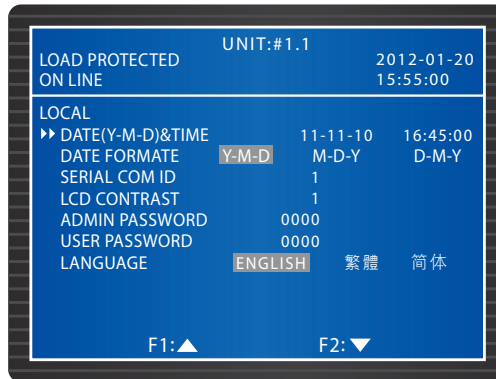 UNIT:#1.1
LOAD PROTECTED 2012-01-20
ON LINE 15:55:00
LOCAL
DATE(Y-M-D)&TIME 11-11-10 16:45:00
DATE FORMATE Y-M-D M-D-Y D-M-Y
SERIAL COM ID 1
LCD CONTRAST 1
ADMIN PASSWORD 0000
USER PASSWORD 0000
LANGUAGE ENGLISH 繁體 简体
F1: F2: